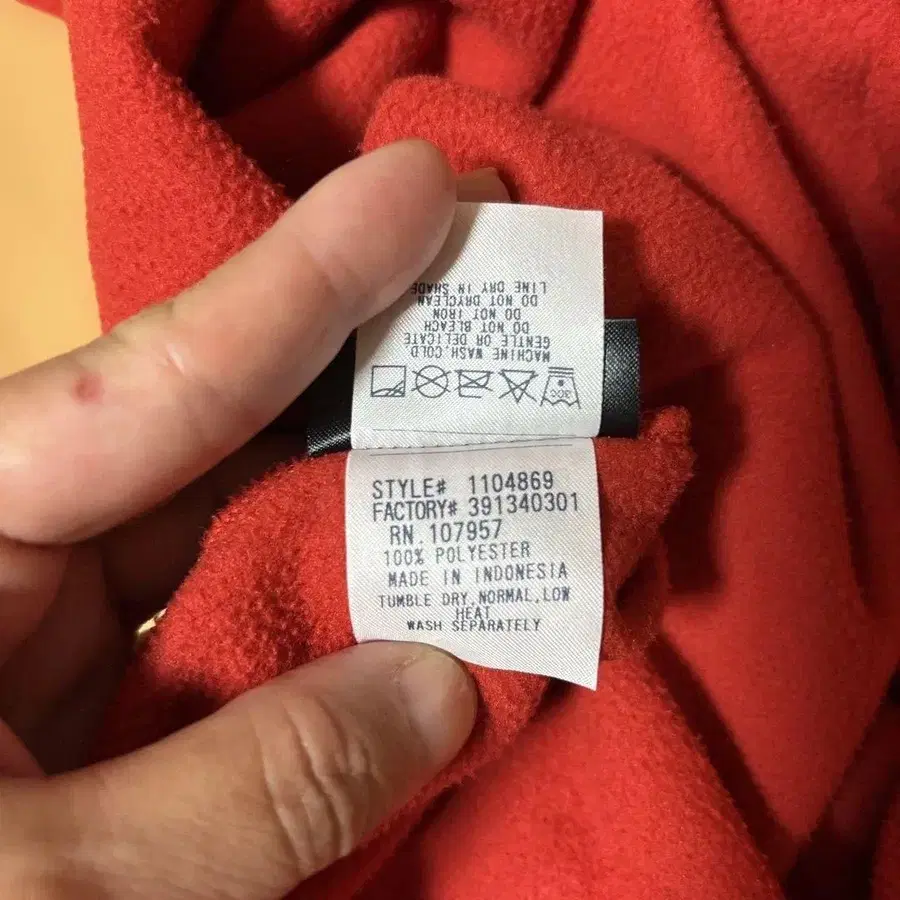 LINE DRY IN SHADE
DO NOT DRYCLEAN
DO NOT IRON
DO NOT BLEACH
GENTLE OR DELICATE
MACHINE WASH,COLD
STYLE# 1104869
FACTORY# 391340301
RN.107957
100% POLYESTER
MADE IN INDONESIA
TUMBLE DRY,NORMAL,LOW
HEAT
WASH SEPARATELY